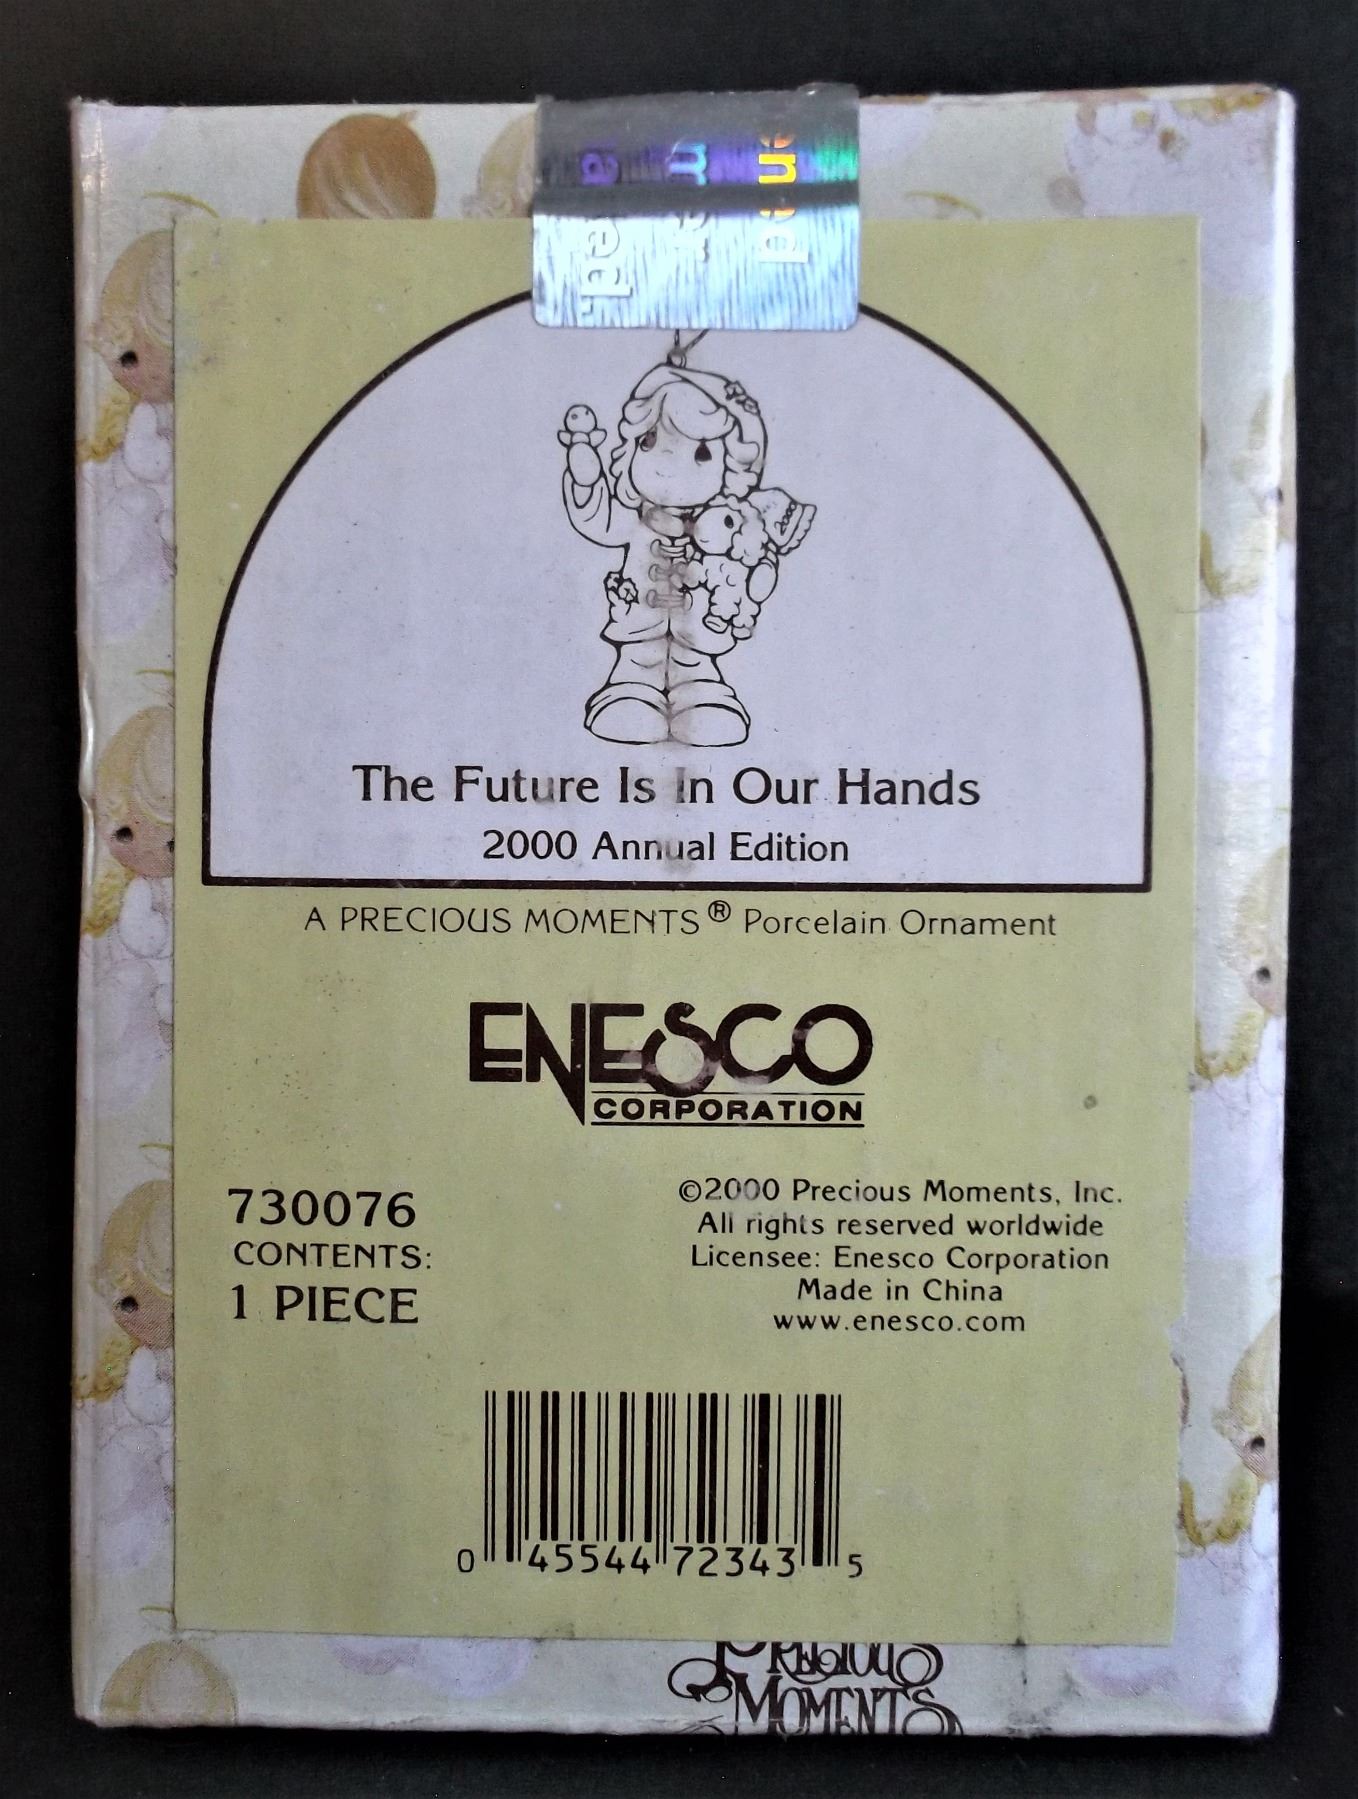 2000
The Future Is In Our Hands
2000 Annual Edition
A PRECIOUS MOMENTS® Porcelain Ornament
ENESCO
CORPORATION
730076
CONTENTS:
1 PIECE
©2000 Precious Moments, Inc.
All rights reserved worldwide
Licensee: Enesco Corporation
Made in China
www.enesco.com
0 45544 72343 5
PRECIOUS
MOMENTS